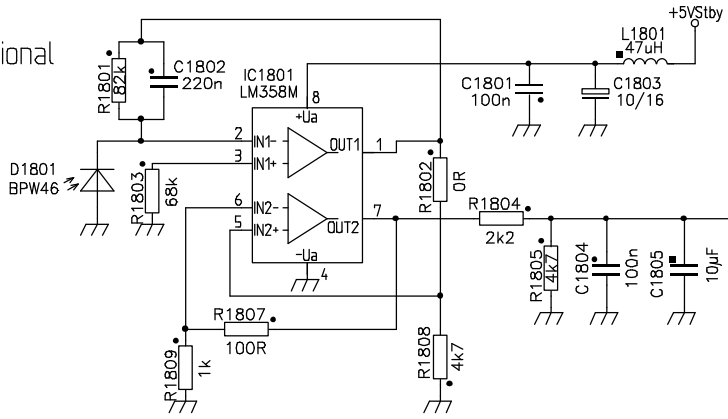 ional
+5VStby
L1801
47uH
R1801
82k
C1802
220n
IC1801
LM358M
8
+Ua
C1801
100n
C1803
10/16
2
IN1-
OUT1
1
3
IN1+
D1801
BPW46
R1803
68k
R1802
0R
6
IN2-
5
IN2+
OUT2
7
R1804
2k2
-Ua
4
R1805
4k7
C1804
100n
C1805
10µF
R1807
100R
R1809
1k
R1808
4k7